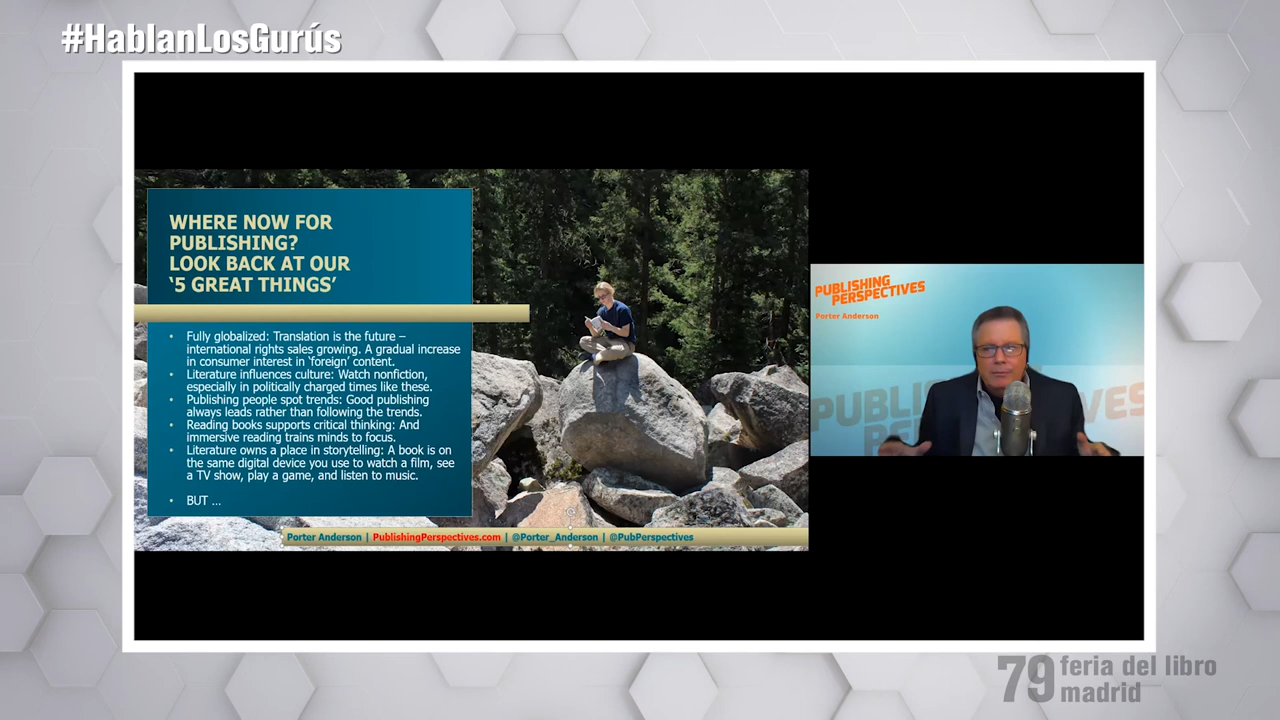 #HablanLosGurús
WHERE NOW FOR
PUBLISHING?
LOOK BACK AT OUR
‘5 GREAT THINGS’
• Fully globalized: Translation is the future –
international rights sales growing. A gradual increase
in consumer interest in ‘foreign’ content.
• Literature influences culture: Watch nonfiction,
especially in politically charged times like these.
• Publishing people spot trends: Good publishing
always leads rather than following the trends.
• Reading books supports critical thinking: And
immersive reading trains minds to focus.
• Literature owns a place in storytelling: A book is on
the same digital device you use to watch a film, see
a TV show, play a game, and listen to music.
• BUT ...
Porter Anderson | PublishingPerspectives.com | @Porter_Anderson | @PubPerspectives
PUBLISHING
PERSPECTIVES
Porter Anderson
79 feria del libro
madrid